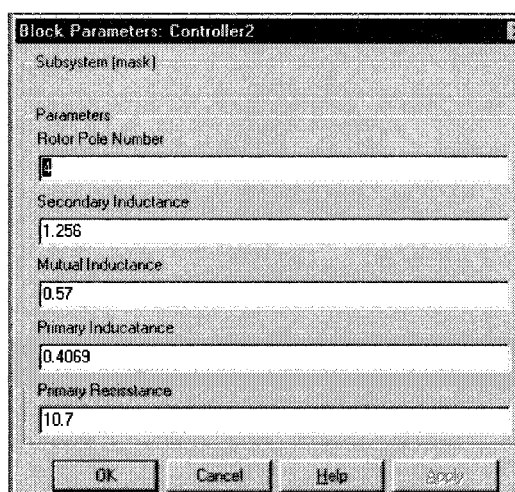 Block Parameters: Controller2
Subsystem (mask)
Parameters
Rotor Pole Number
4
Secondary Inductance
1.256
Mutual Inductance
0.57
Primary Inducatance
0.4069
Primary Recisstance
10.7
OK
Cancel
Help
Apply